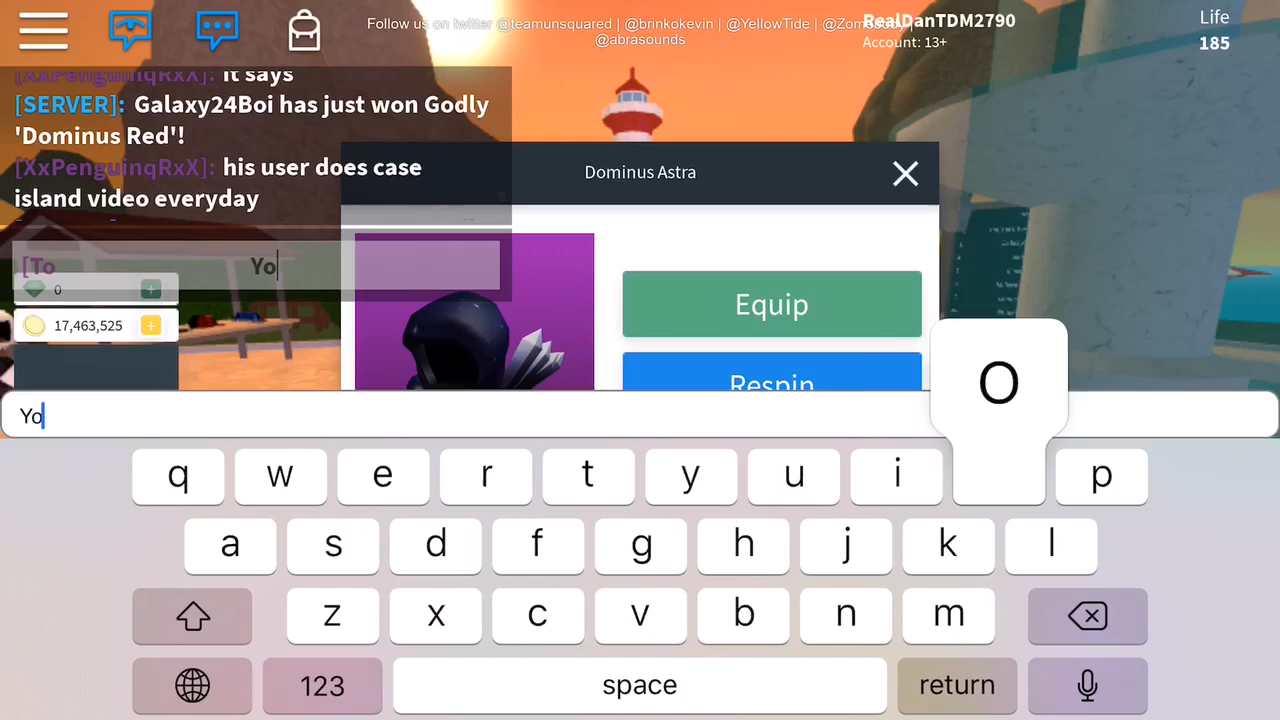 Follow us on twitter @teamunsquared | @brinkokevin | @YellowTide |
@abrasounds
RealDanTDM2790
Account: 13+
Life
185
[XxPenguinqRxX]: it says
[SERVER]: Galaxy24Boi has just won Godly
'Dominus Red'!
[XxPenguinqRxX]: his user does case
island video everyday
[To Yo
0 +
17,463,525 +
Dominus Astra
Equip
Respin
Yo
O
q w e r t y u i p
a s d f g h j k l
z x c v b n m
123 space return